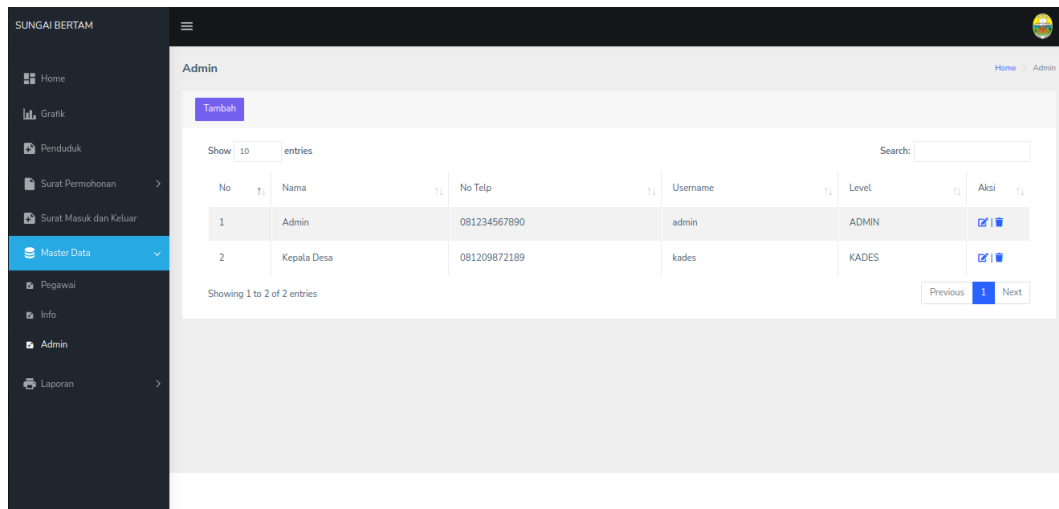 SUNGAI BERTAM
Home
Grafik
Penduduk
Surat Permohonan
Surat Masuk dan Keluar
Master Data
Pegawai
Info
Admin
Laporan
Admin
Home Admin
Tambah
Show 10 entries
Search:
No Nama No Telp Username Level Aksi
1 Admin 081234567890 admin ADMIN
2 Kepala Desa 081209872189 kades KADES
Showing 1 to 2 of 2 entries
Previous 1 Next